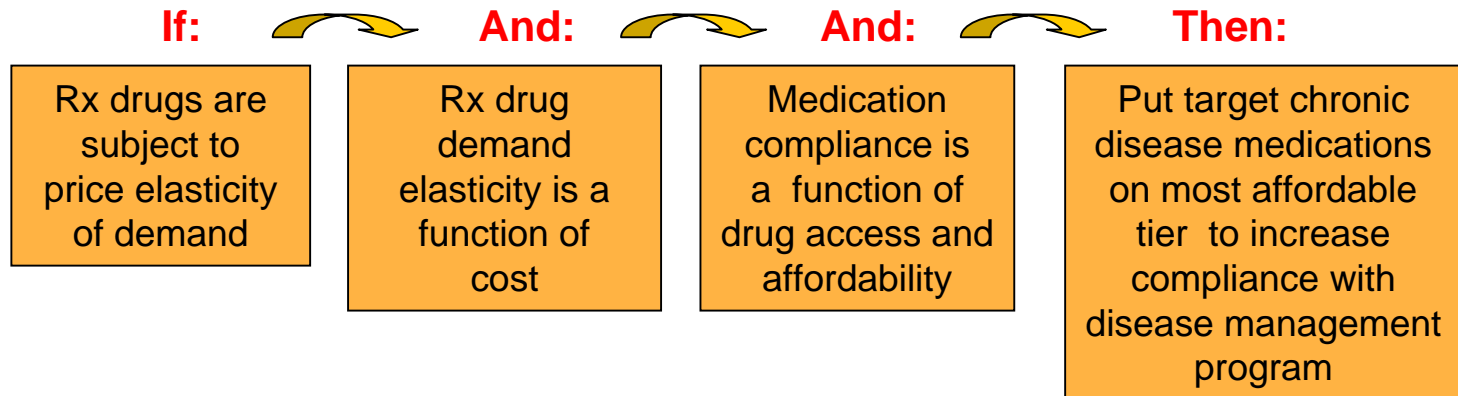 If:
Rx drugs are
subject to
price elasticity
of demand
And:
Rx drug
demand
elasticity is a
function of
cost
And:
Medication
compliance is
a function of
drug access and
affordability
Then:
Put target chronic
disease medications
on most affordable
tier to increase
compliance with
disease management
program